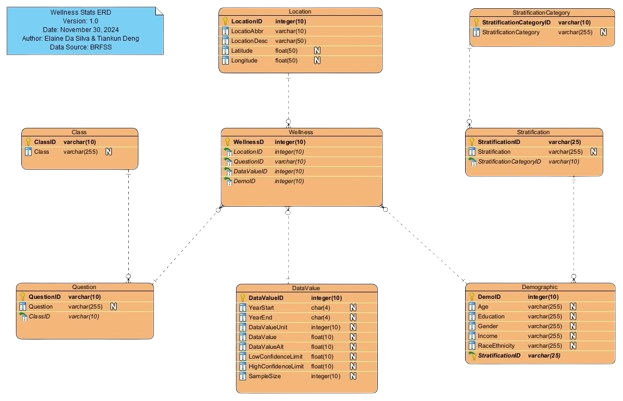 Wellness Stats ERD
Version: 1.0
Date: November 30, 2024
Author: Elaine Da Silva & Tiankun Deng
Data Source: BRFSS
Location
LocationID integer(10)
LocatioAbbr varchar(10)
LocationDesc varchar(50)
Latitude float(50) N
Longitude float(50) N
StratificationCategory
StratificationCategoryID varchar(10)
StratificationCategory varchar(255) N
Class
ClassID varchar(10)
Class varchar(255) N
Wellness
WellnessD integer(10)
LocationID integer(10)
QuestionID varchar(10)
DataValueID integer(10)
DemoID integer(10)
Stratification
StratificationID varchar(25)
Stratification varchar(255) N
StratificationCategoryID varchar(10)
Question
QuestionID varchar(10)
Question varchar(255) N
ClassID varchar(10)
DataValue
DataValueID integer(10)
YearStart char(4) N
YearEnd char(4) N
DataValueUnit integer(10) N
DataValue float(10) N
DataValueAlt float(10) N
LowConfidenceLimit float(10) N
HighConfidenceLimit float(10) N
SampleSize integer(10) N
Demographic
DemoID integer(10)
Age varchar(255) N
Education varchar(255) N
Gender varchar(255) N
Income varchar(255) N
RaceEthnicity varchar(255) N
StratificationID varchar(25)